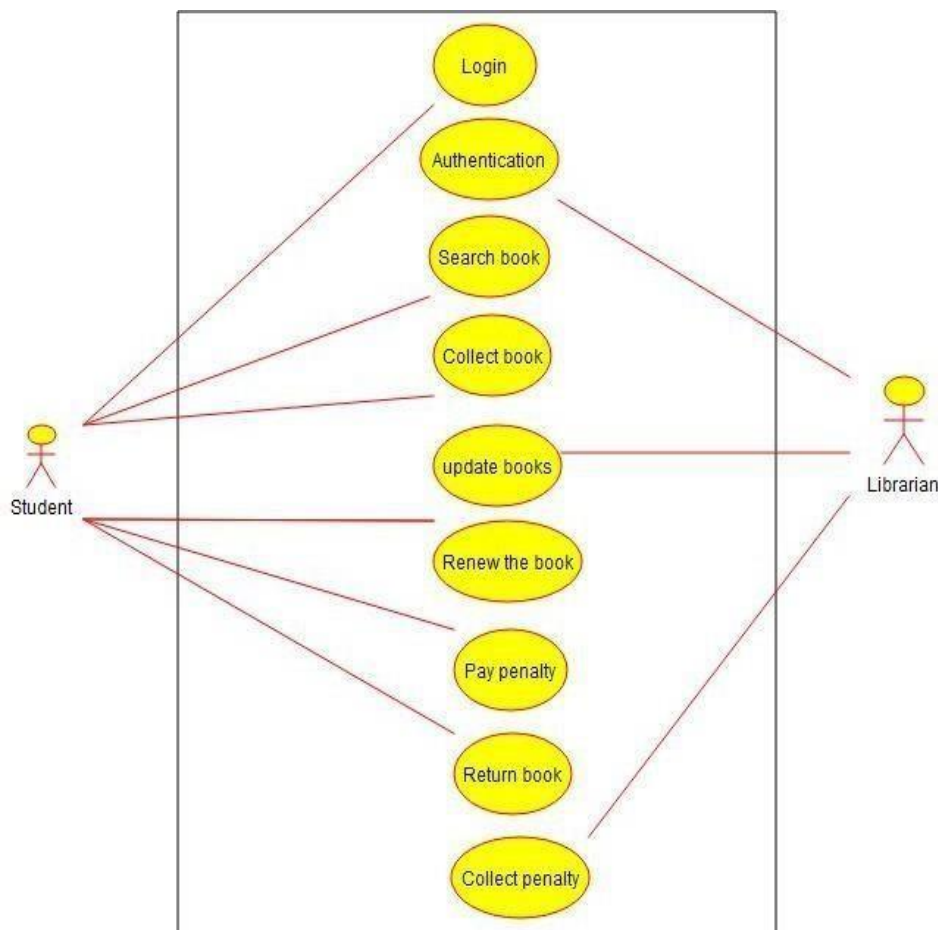 Login
Authentication
Search book
Collect book
update books
Student
Librarian
Renew the book
Pay penalty
Return book
Collect penalty